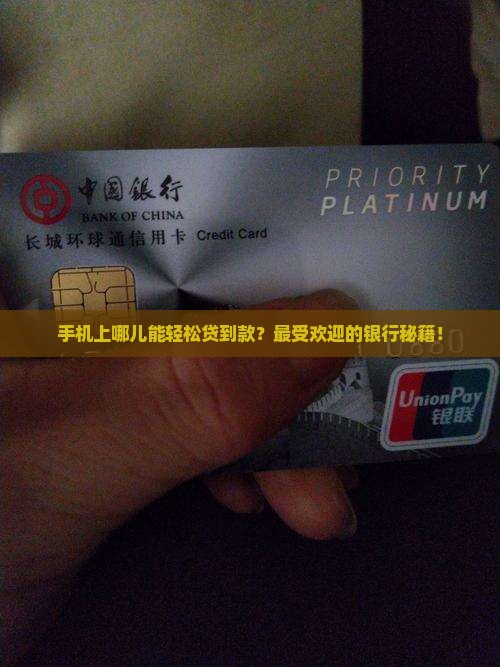 中国银行
BANK OF CHINA
长城环球通信用卡 Credit Card
PRIORITY
PLATINUM
手机上哪儿能轻松贷到款？最受欢迎的银行秘籍！
0880
UnionPay
银联